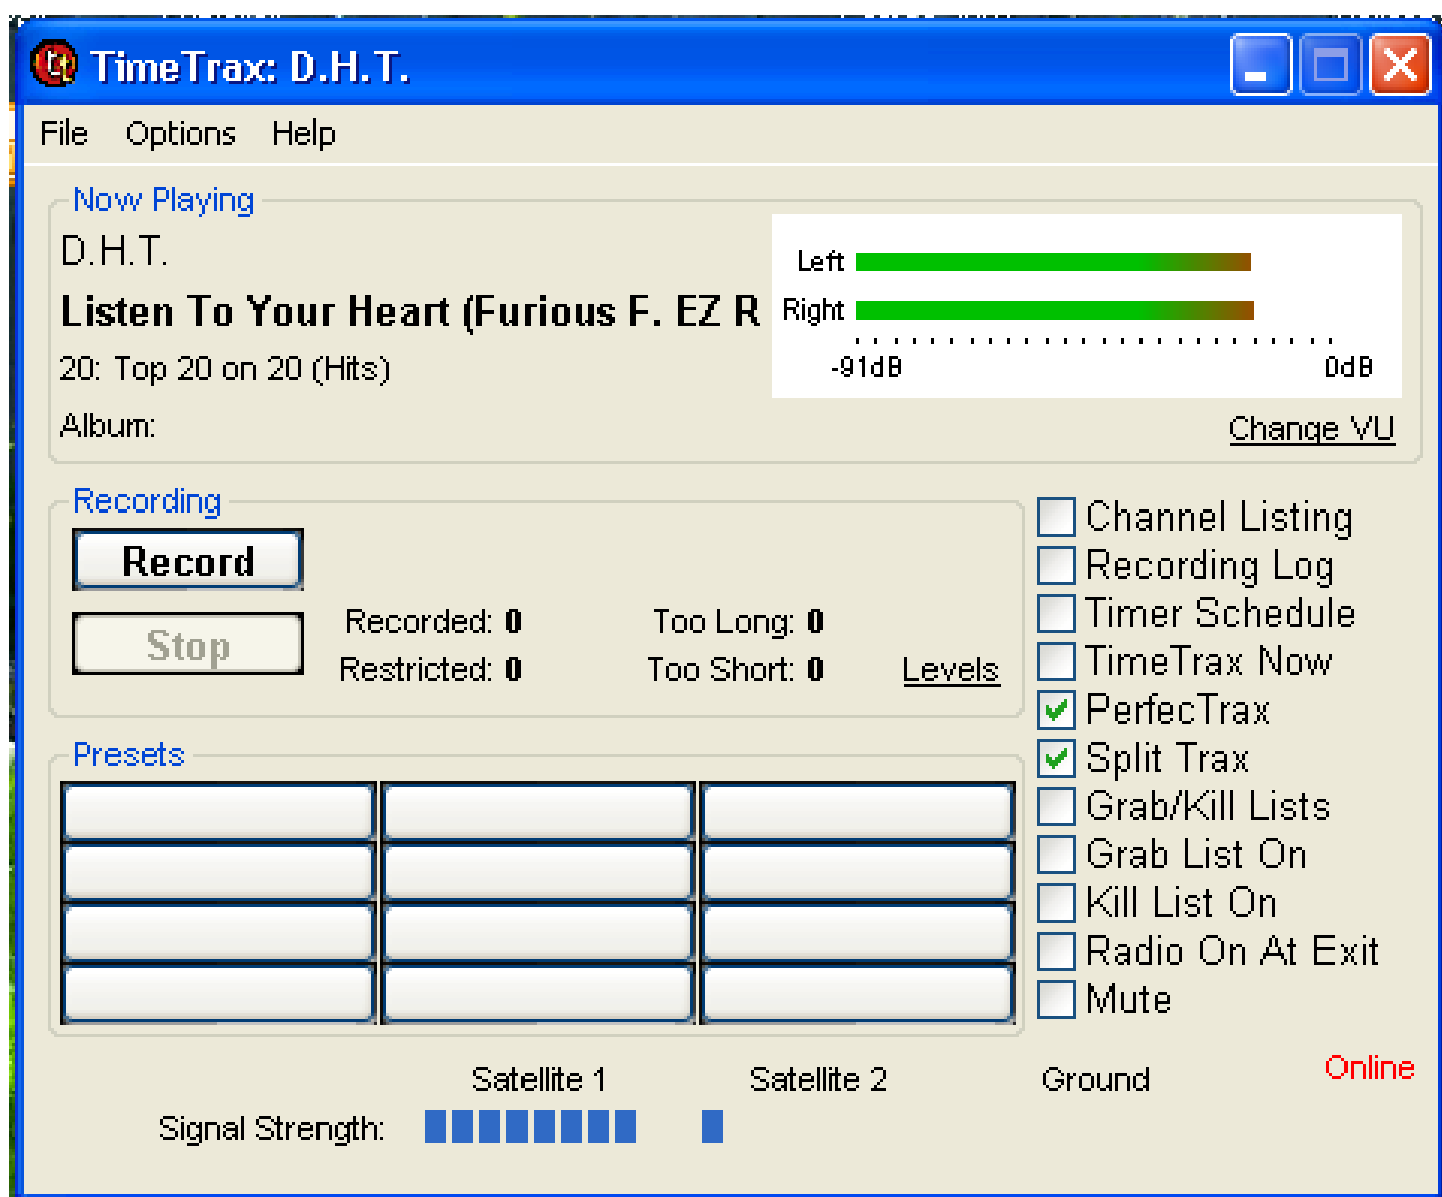 TimeTrax: D.H.T.
File Options Help
Now Playing
D.H.T.
Listen To Your Heart (Furious F. EZ R
20: Top 20 on 20 (Hits)
Album:
Left
Right
-91dB 0dB
Change VU
Recording
Record
Stop
Recorded: 0 Too Long: 0
Restricted: 0 Too Short: 0 Levels
Presets
Channel Listing
Recording Log
Timer Schedule
TimeTrax Now
PerfecTrax
Split Trax
Grab/Kill Lists
Grab List On
Kill List On
Radio On At Exit
Mute
Satellite 1 Satellite 2 Ground Online
Signal Strength: